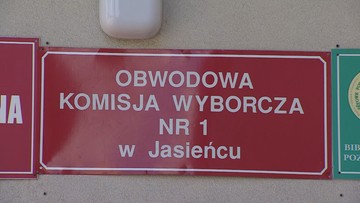 OBWODOWA
KOMISJA WYBORCZA
NR 1
w Jasieńcu